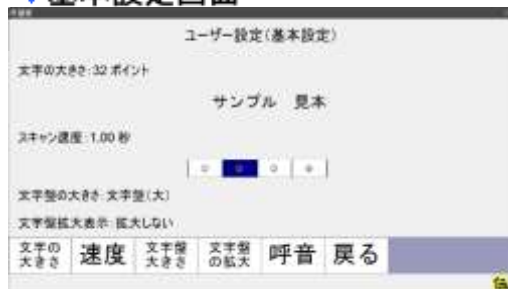 基本設定画面
ユーザー設定(基本設定)
文字の大きさ:32 ポイント
サンプル 見本
スキャン速度:1.00 秒
文字盤の大きさ:文字盤(大)
文字盤拡大表示:拡大しない
文字の大きさ 速度 文字盤大きさ 文字盤の拡大 呼音 戻る